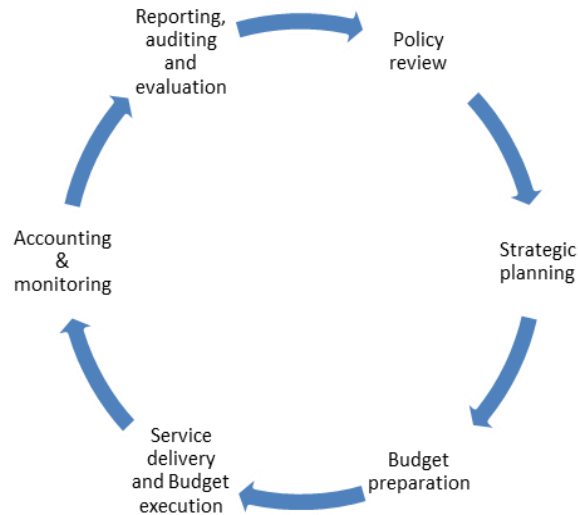 Reporting,
auditing
and
evaluation
Policy
review
Strategic
planning
Budget
preparation
Service
delivery
and Budget
execution
Accounting
&
monitoring